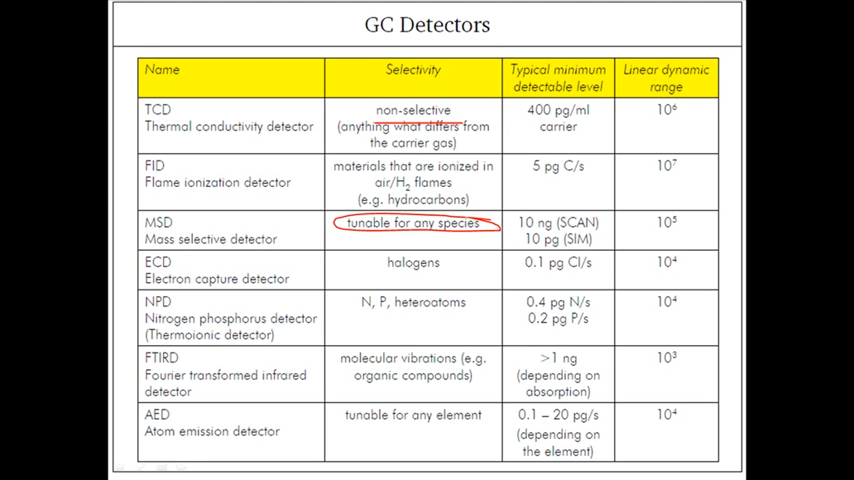 GC Detectors
Name
Selectivity
Typical minimum
detectable level
Linear dynamic
range
TCD
Thermal conductivity detector
non-selective
(anything what differs from
the carrier gas)
400 pg/ml
carrier
10⁶
FID
Flame ionization detector
materials that are ionized in
air/H₂ flames
(e.g. hydrocarbons)
5 pg C/s
10⁷
MSD
Mass selective detector
tunable for any species
10 ng (SCAN)
10 pg (SIM)
10⁵
ECD
Electron capture detector
halogens
0.1 pg Cl/s
10⁴
NPD
Nitrogen phosphorus detector
(Thermoionic detector)
N, P, heteroatoms
0.4 pg N/s
0.2 pg P/s
10⁴
FTIRD
Fourier transformed infrared
detector
molecular vibrations (e.g.
organic compounds)
>1 ng
(depending on
absorption)
10³
AED
Atom emission detector
tunable for any element
0.1 – 20 pg/s
(depending on
the element)
10⁴